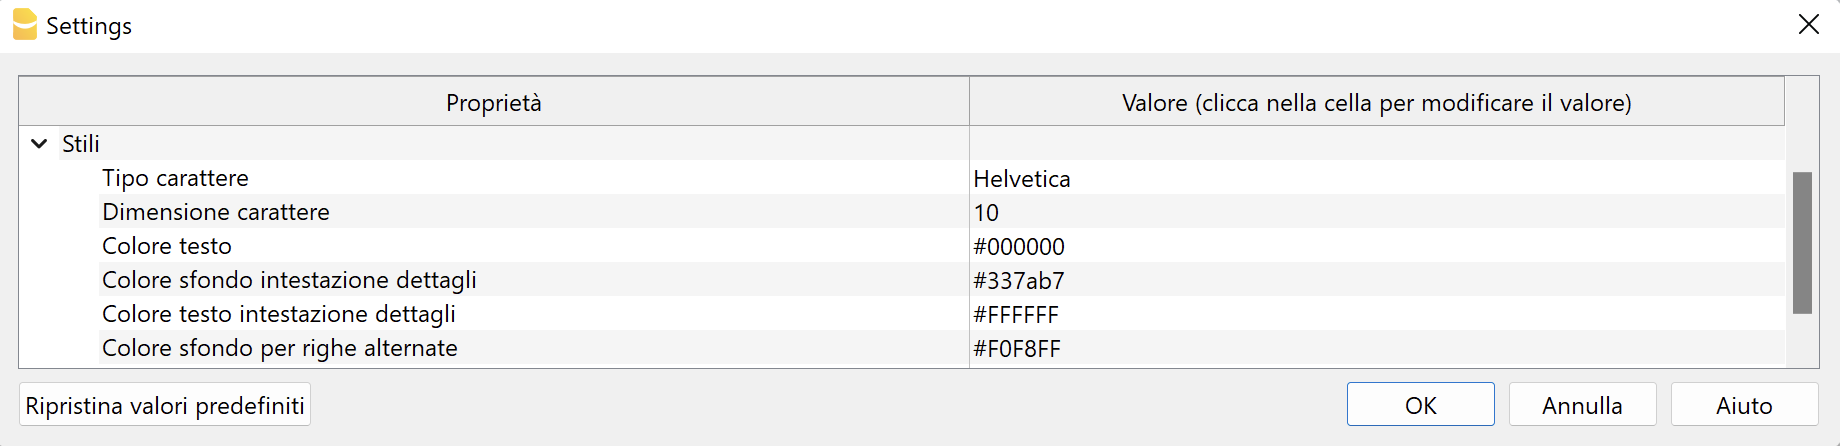 Settings
Proprietà Valore (clicca nella cella per modificare il valore)
Stili
Tipo carattere Helvetica
Dimensione carattere 10
Colore testo #000000
Colore sfondo intestazione dettagli #337ab7
Colore testo intestazione dettagli #FFFFFF
Colore sfondo per righe alternate #F0F8FF
Ripristina valori predefiniti OK Annulla Aiuto